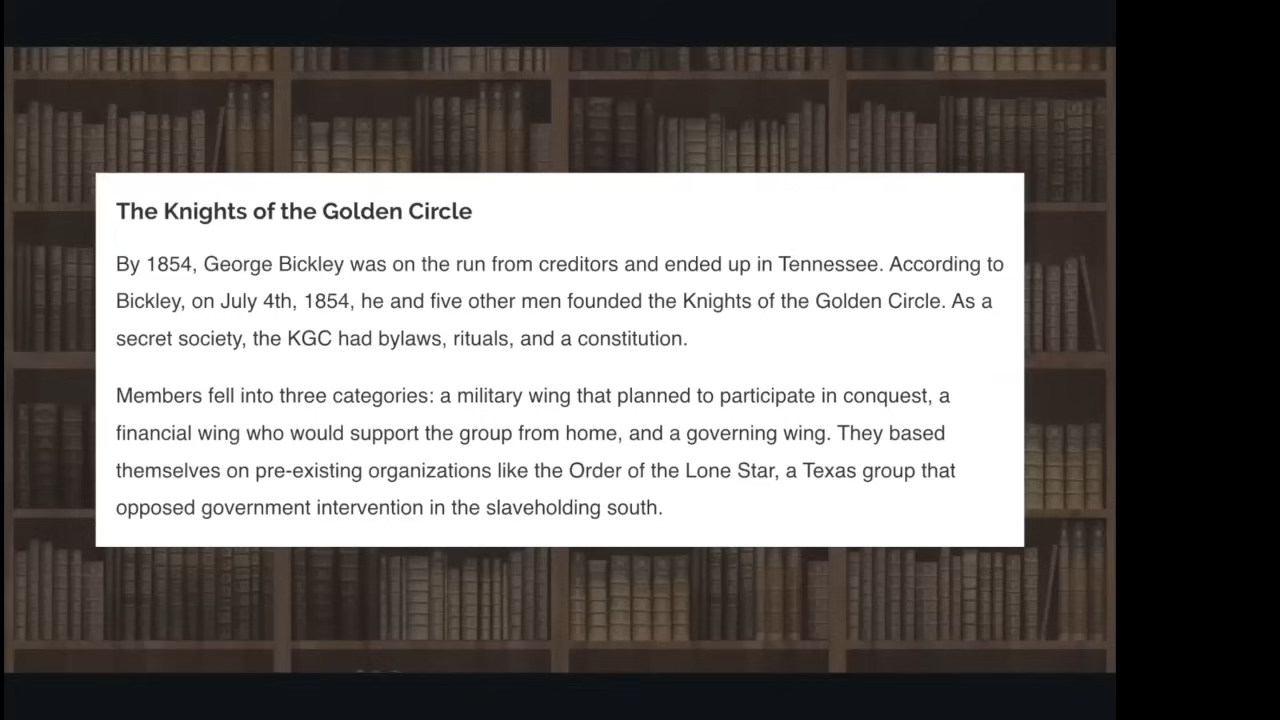 The Knights of the Golden Circle
By 1854, George Bickley was on the run from creditors and ended up in Tennessee. According to
Bickley, on July 4th, 1854, he and five other men founded the Knights of the Golden Circle. As a
secret society, the KGC had bylaws, rituals, and a constitution.
Members fell into three categories: a military wing that planned to participate in conquest, a
financial wing who would support the group from home, and a governing wing. They based
themselves on pre-existing organizations like the Order of the Lone Star, a Texas group that
opposed government intervention in the slaveholding south.